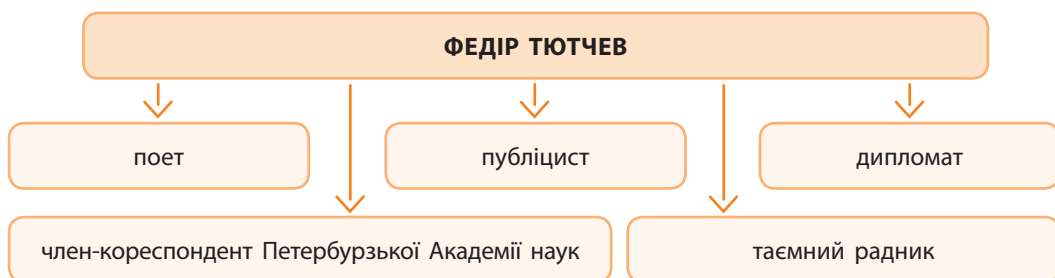 ФЕДІР ТЮТЧЕВ
поет
публіцист
дипломат
член-кореспондент Петербурзької Академії наук
таємний радник